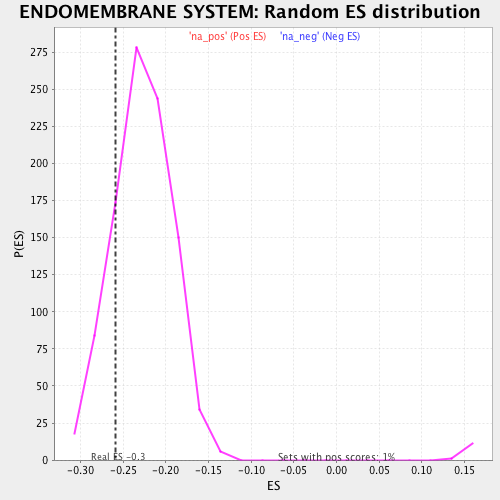 ENDOMEMBRANE SYSTEM: Random ES distribution
'na_pos' (Pos ES) 'na_neg' (Neg ES)
275
250
225
200
175
150
125
100
75
50
25
0
P(ES)
Real ES -0.3
Sets with pos scores: 1%
-0.30 -0.25 -0.20 -0.15 -0.10 -0.05 0.00 0.05 0.10 0.15
ES